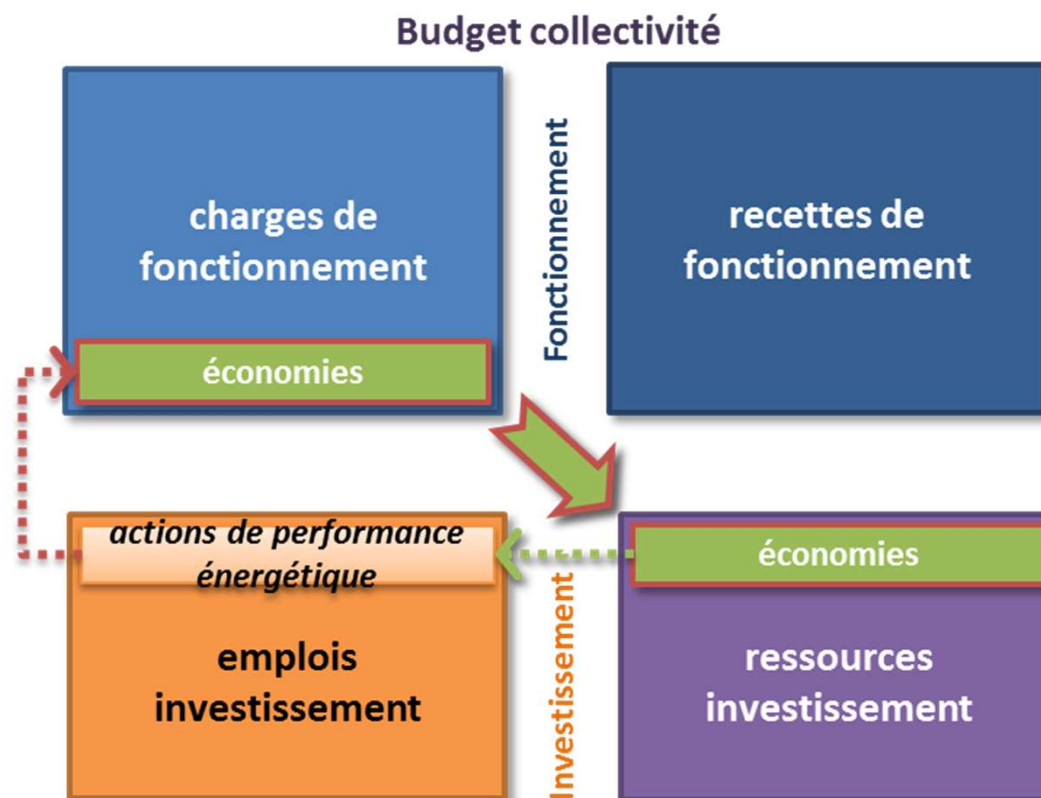 Budget collectivité
charges de
fonctionnement
économies
Fonctionnement
recettes de
fonctionnement
actions de performance
énergétique
emplois
investissement
Investissement
économies
ressources
investissement